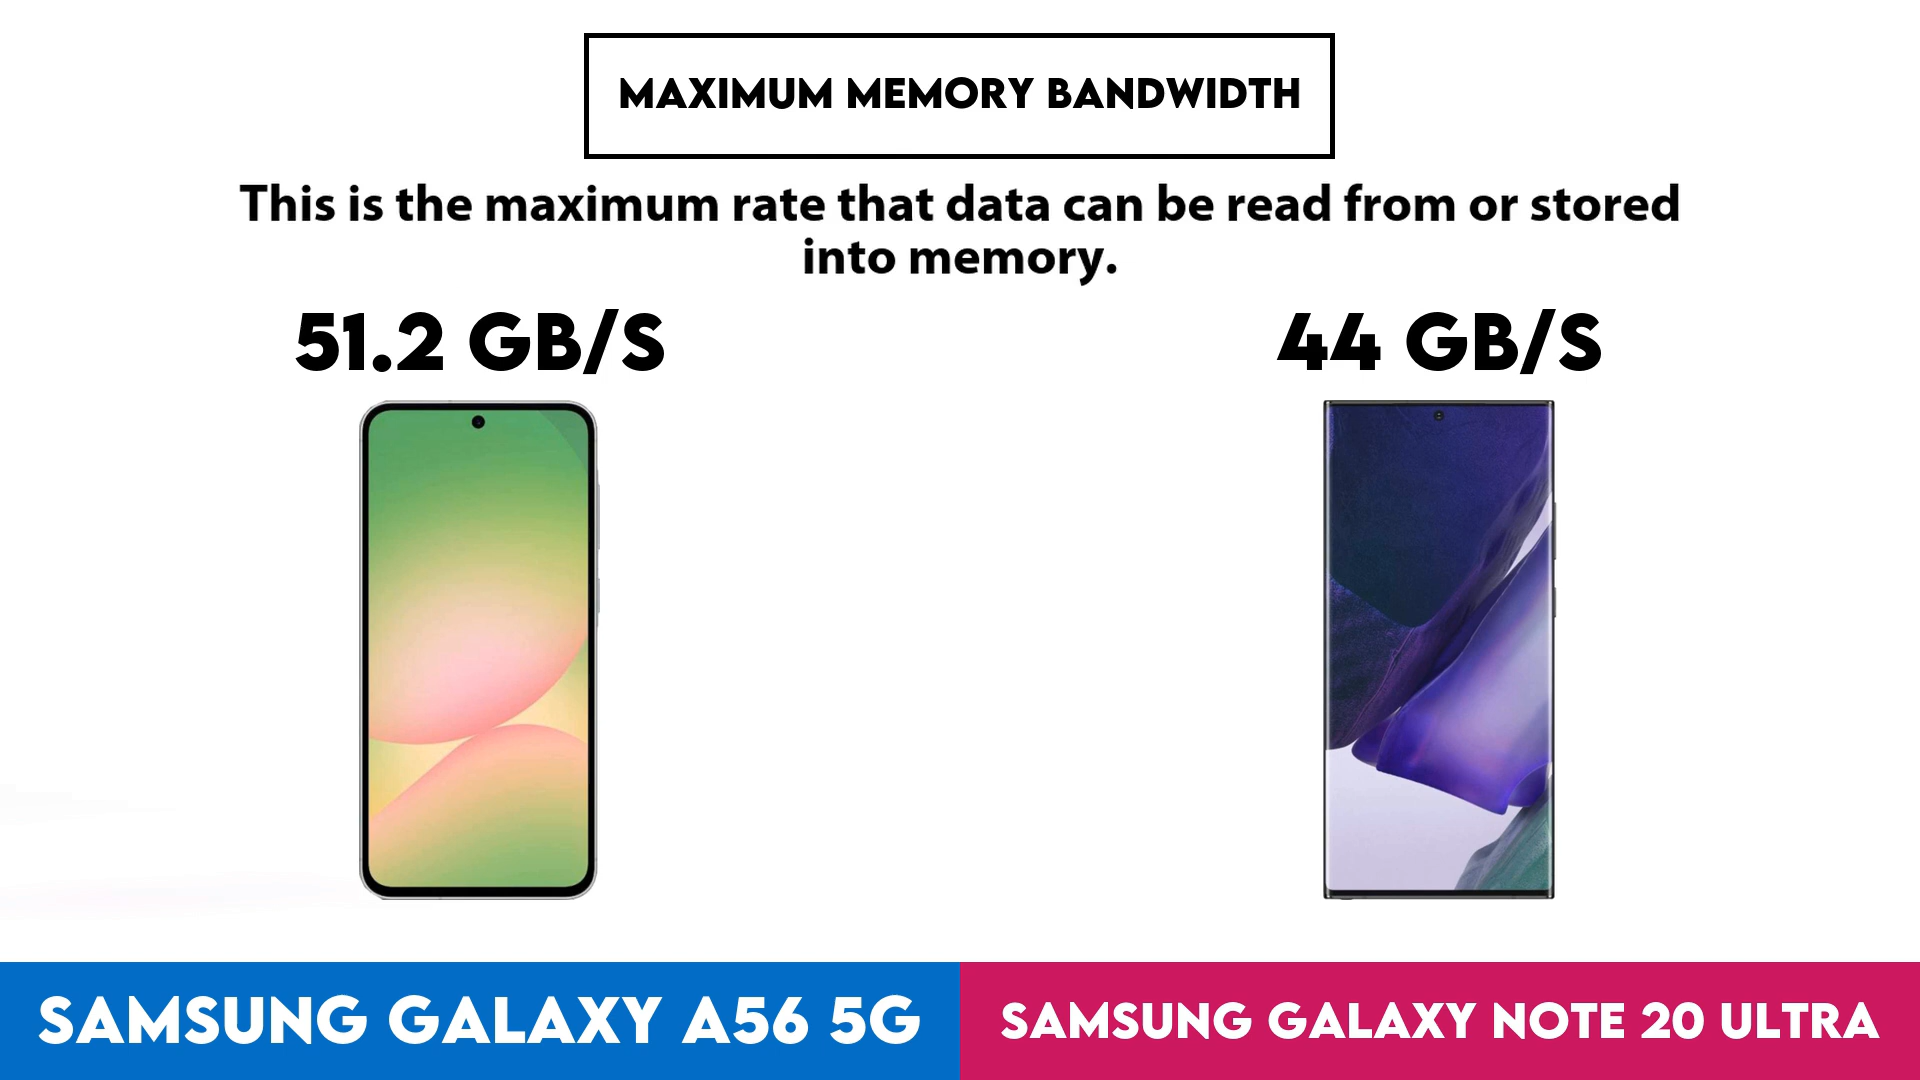 MAXIMUM MEMORY BANDWIDTH
This is the maximum rate that data can be read from or stored
into memory.
51.2 GB/S
44 GB/S
SAMSUNG GALAXY A56 5G
SAMSUNG GALAXY NOTE 20 ULTRA